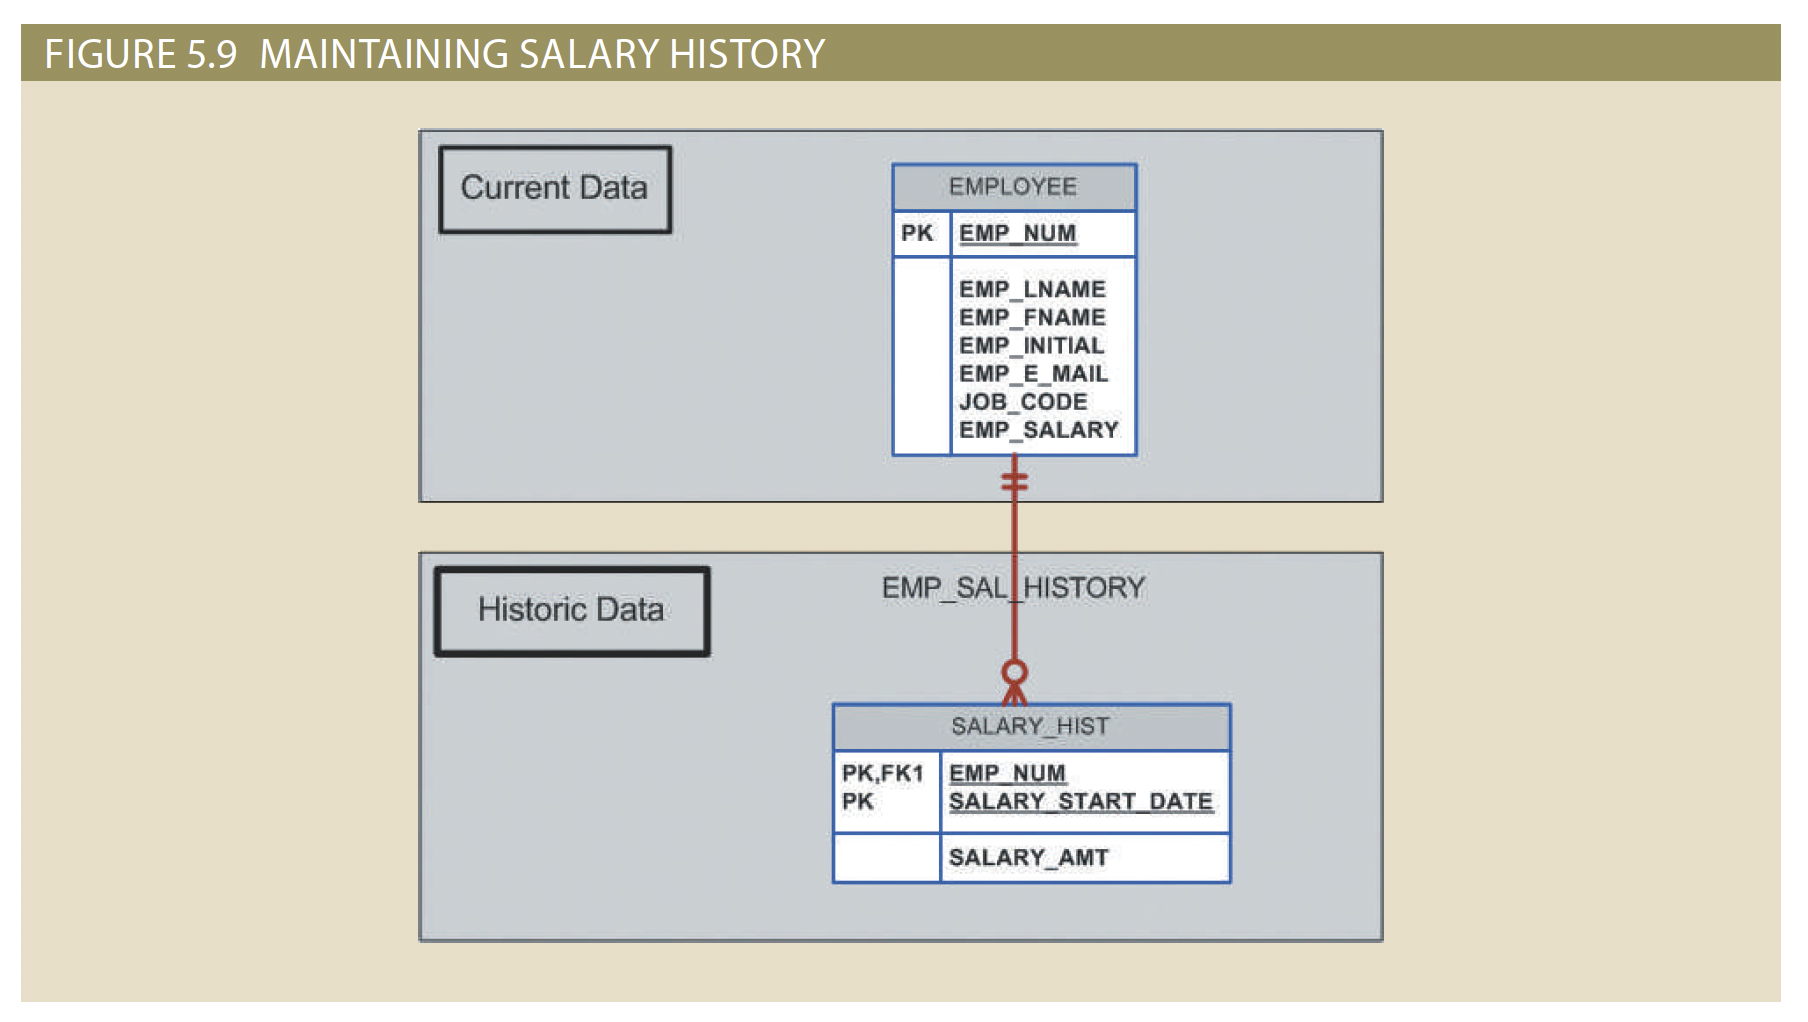 FIGURE 5.9 MAINTAINING SALARY HISTORY
Current Data
EMPLOYEE
PK EMP_NUM
EMP_LNAME
EMP_FNAME
EMP_INITIAL
EMP_E_MAIL
JOB_CODE
EMP_SALARY
Historic Data
EMP_SAL_HISTORY
SALARY_HIST
PK,FK1 EMP_NUM
PK SALARY_START_DATE
SALARY_AMT